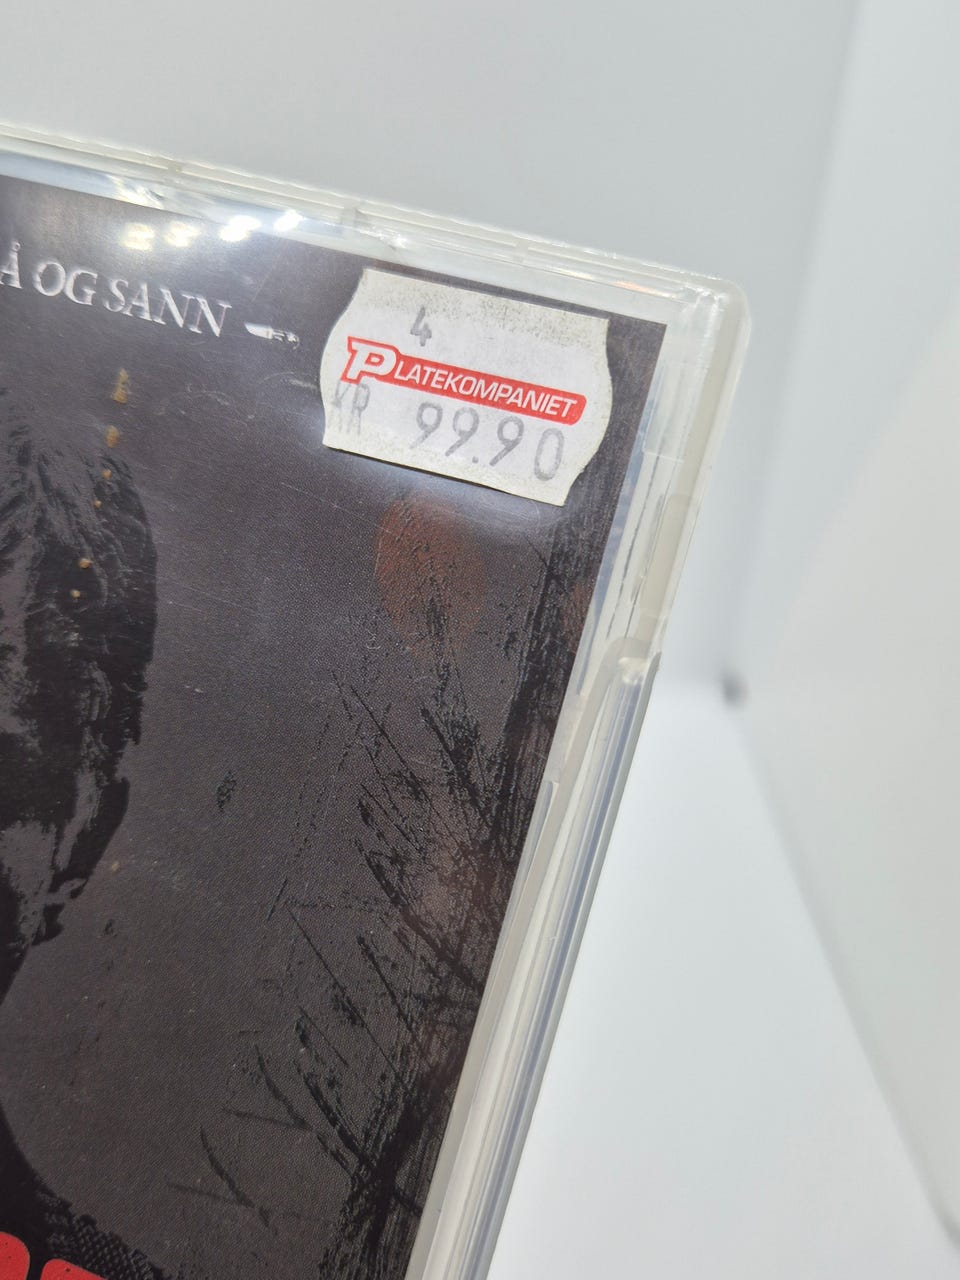 Å OG SANN
4
PLATEKOMPANIET
KR 99.90